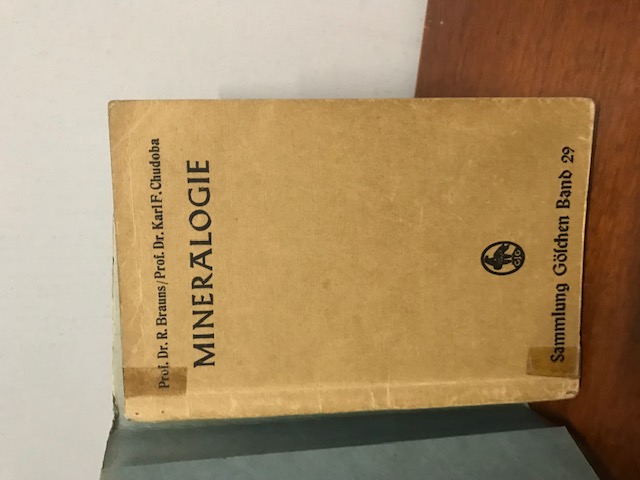 Prof. Dr. R. Brauns/Prof. Dr. Karl F. Chudoba
MINERALOGIE
Sammlung Göschen Band 29